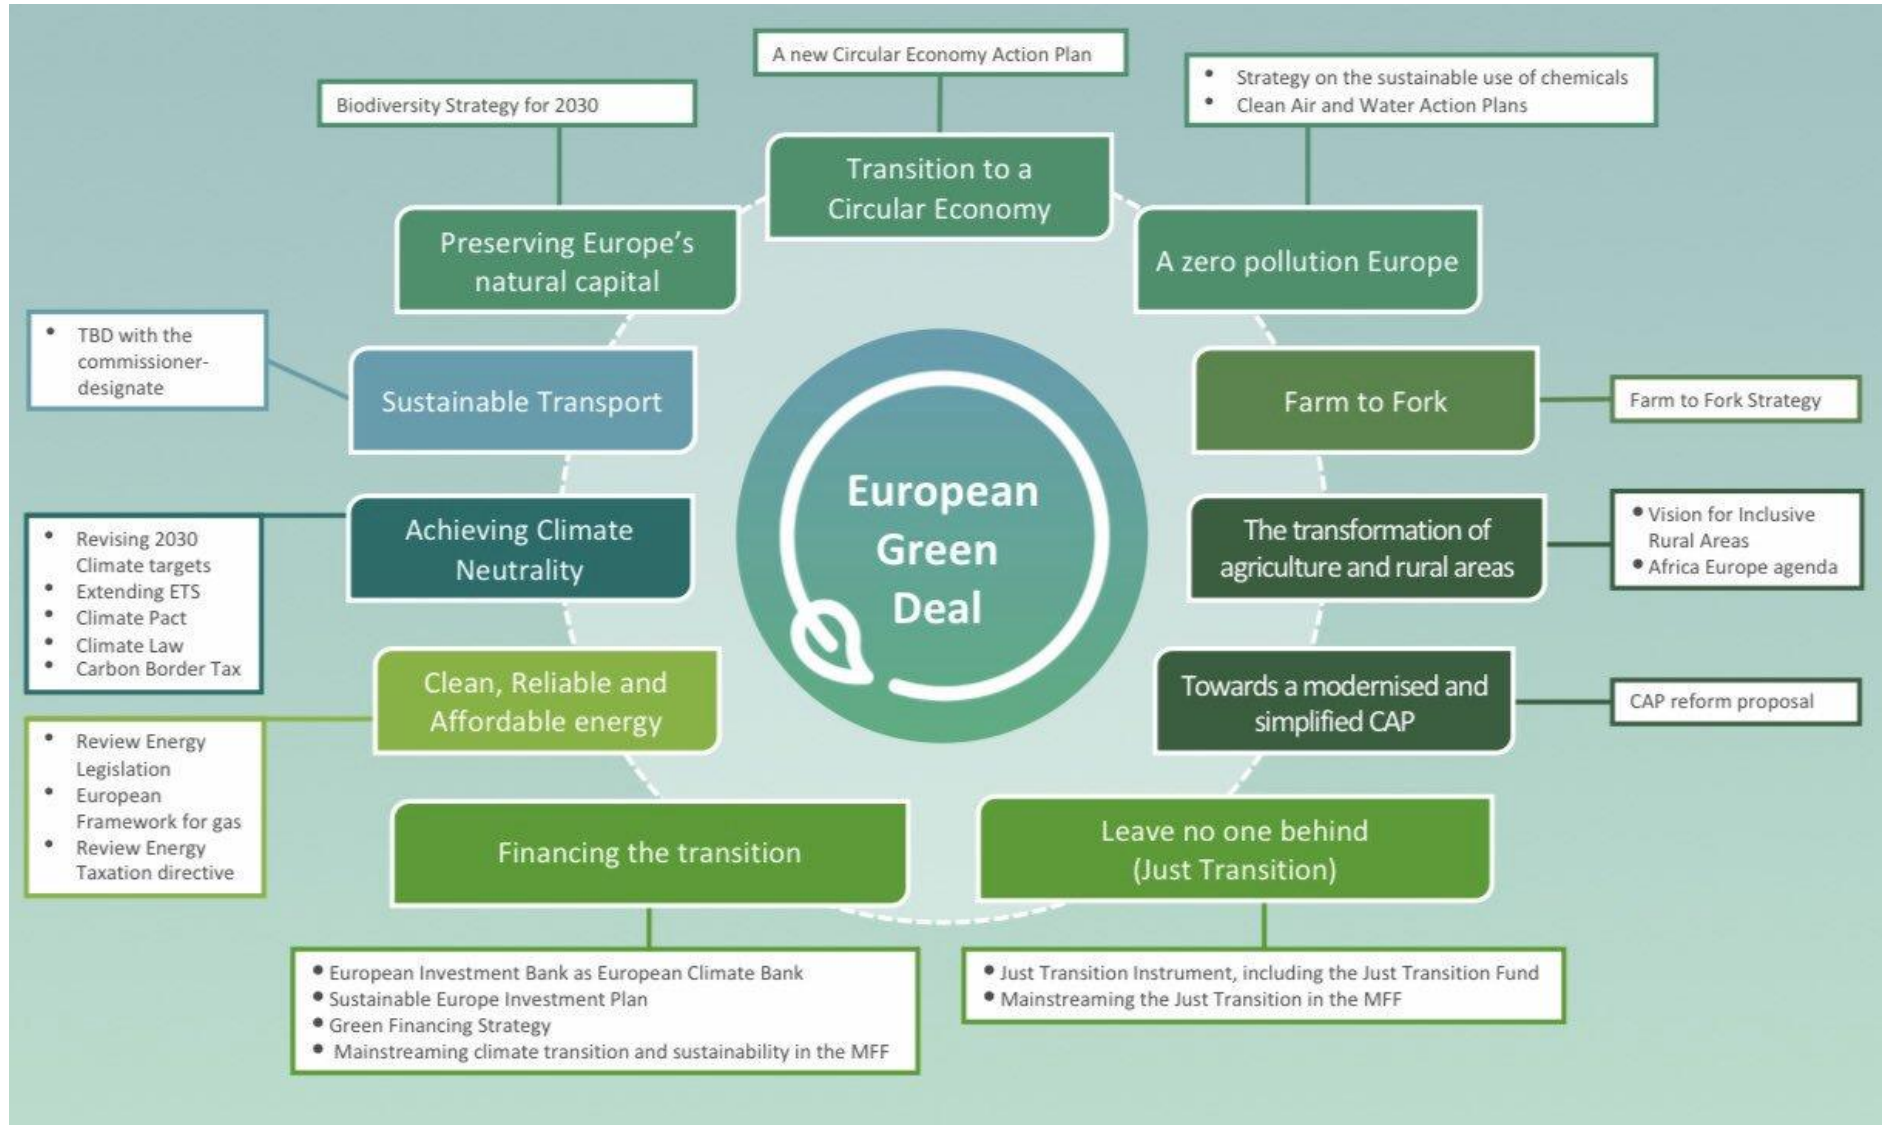 A new Circular Economy Action Plan
Biodiversity Strategy for 2030
• Strategy on the sustainable use of chemicals
• Clean Air and Water Action Plans
Transition to a
Circular Economy
Preserving Europe's
natural capital
A zero pollution Europe
• TBD with the
commissioner-
designate
Sustainable Transport
Farm to Fork
Farm to Fork Strategy
European
Green
Deal
Achieving Climate
Neutrality
• Revising 2030
Climate targets
• Extending ETS
• Climate Pact
• Climate Law
• Carbon Border Tax
The transformation of
agriculture and rural areas
• Vision for Inclusive
Rural Areas
• Africa Europe agenda
Clean, Reliable and
Affordable energy
• Review Energy
Legislation
• European
Framework for gas
• Review Energy
Taxation directive
Towards a modernised and
simplified CAP
CAP reform proposal
Financing the transition
• European Investment Bank as European Climate Bank
• Sustainable Europe Investment Plan
• Green Financing Strategy
• Mainstreaming climate transition and sustainability in the MFF
Leave no one behind
(Just Transition)
• Just Transition Instrument, including the Just Transition Fund
• Mainstreaming the Just Transition in the MFF